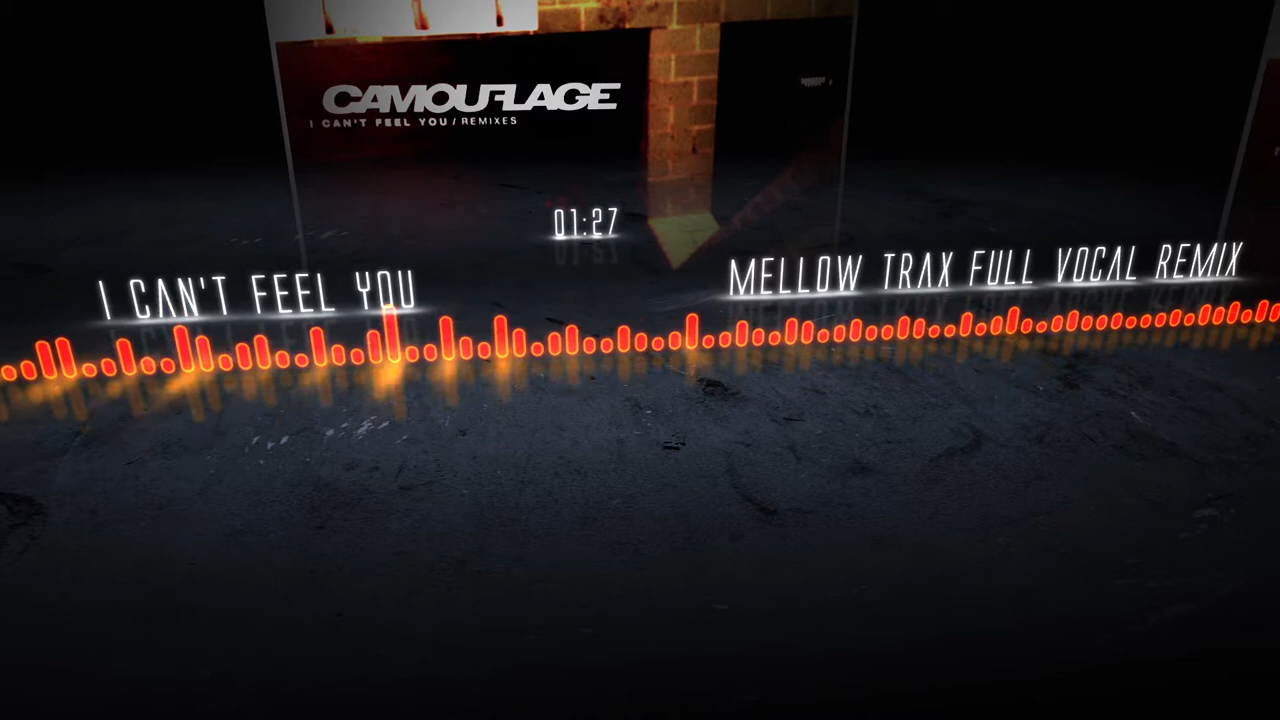 CAMOUFLAGE
I CAN'T FEEL YOU / REMIXES
01:27
I CAN'T FEEL YOU
MELLOW TRAX FULL VOCAL REMIX